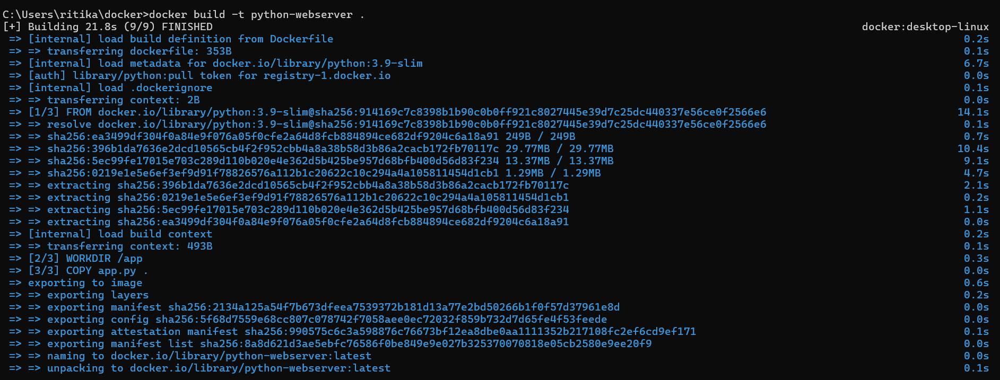 C:\Users\ritika\docker>docker build -t python-webserver .
[+] Building 21.8s (9/9) FINISHED docker:desktop-linux
=> [internal] load build definition from Dockerfile 0.2s
=> => transferring dockerfile: 353B 0.1s
=> [internal] load metadata for docker.io/library/python:3.9-slim 6.7s
=> [auth] library/python:pull token for registry-1.docker.io 0.0s
=> [internal] load .dockerignore 0.1s
=> => transferring context: 2B 0.0s
=> [1/3] FROM docker.io/library/python:3.9-slim@sha256:914169c7c8398b1b90c0b0ff921c8027445e39d7c25dc440337e56ce0f2566e6 14.1s
=> => resolve docker.io/library/python:3.9-slim@sha256:914169c7c8398b1b90c0b0ff921c8027445e39d7c25dc440337e56ce0f2566e6 0.1s
=> => sha256:ea3499df304f0a84e9f076a05f0cfe2a64d8fcb884894ce682df9204c6a18a91 249B / 249B 0.7s
=> => sha256:396b1da7636e2dcd10565cb4f2f952cbb4a8a38b58d3b86a2cacb172fb70117c 29.77MB / 29.77MB 10.4s
=> => sha256:5ec99fe17015e703c289d110b020e4e362d5b425be957d68bfb400d56d83f234 13.37MB / 13.37MB 9.1s
=> => sha256:0219e1e5e6ef3ef9d91f78826576a112b1c20622c10c294a4a105811454d1cb1 1.29MB / 1.29MB 4.7s
=> => extracting sha256:396b1da7636e2dcd10565cb4f2f952cbb4a8a38b58d3b86a2cacb172fb70117c 2.1s
=> => extracting sha256:0219e1e5e6ef3ef9d91f78826576a112b1c20622c10c294a4a105811454d1cb1 0.2s
=> => extracting sha256:5ec99fe17015e703c289d110b020e4e362d5b425be957d68bfb400d56d83f234 1.1s
=> => extracting sha256:ea3499df304f0a84e9f076a05f0cfe2a64d8fcb884894ce682df9204c6a18a91 0.0s
=> [internal] load build context 0.2s
=> => transferring context: 493B 0.1s
=> [2/3] WORKDIR /app 0.3s
=> [3/3] COPY app.py . 0.0s
=> exporting to image 0.6s
=> => exporting layers 0.2s
=> => exporting manifest sha256:2134a125a54f7b673dfeea7539372b181d13a77e2bd50266b1f0f57d37961e8d 0.0s
=> => exporting config sha256:5f68d7559e68cc807c078742f7058aee0ec72032f859b732d7d65fe4f53feede 0.0s
=> => exporting attestation manifest sha256:990575c6c3a598876c76673bf12ea8dbe0aa1111352b217108fc2ef6cd9ef171 0.1s
=> => exporting manifest list sha256:8a8d621d3ae5ebfc76586f0be849e9e027b325370070818e05cb2580e9ee20f9 0.0s
=> => naming to docker.io/library/python-webserver:latest 0.0s
=> => unpacking to docker.io/library/python-webserver:latest 0.1s